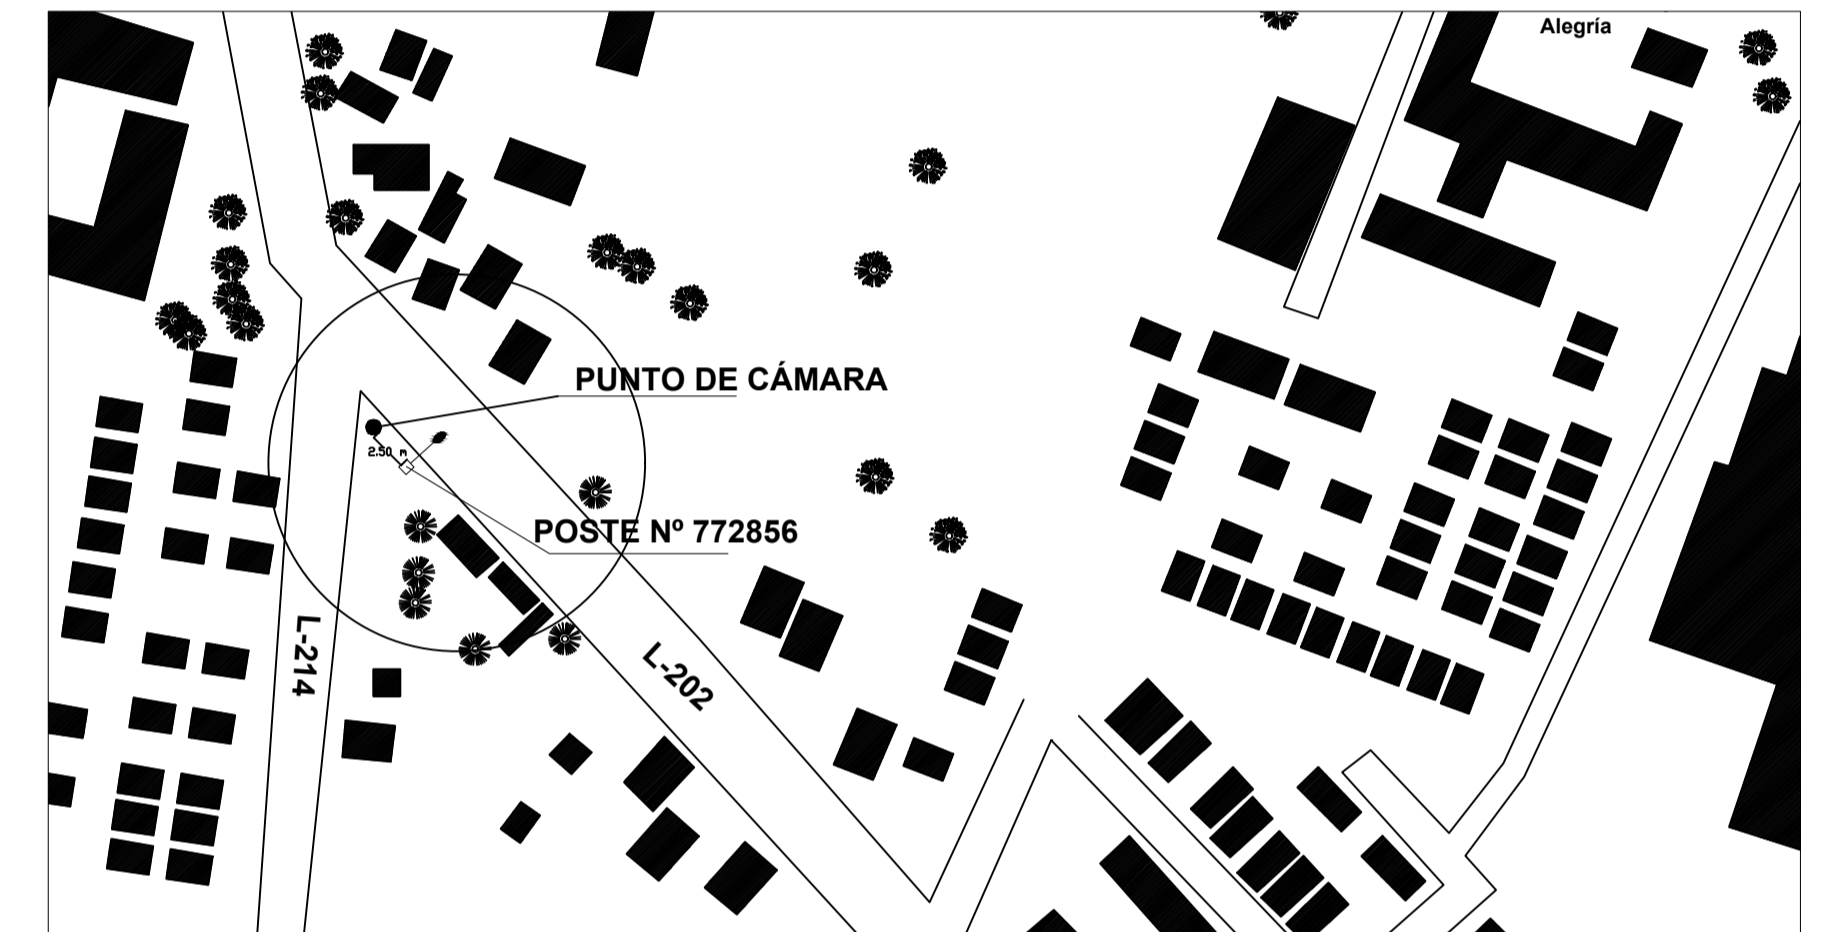 Alegría
PUNTO DE CÁMARA
2.50 m
POSTE Nº 772856
L-214
L-202